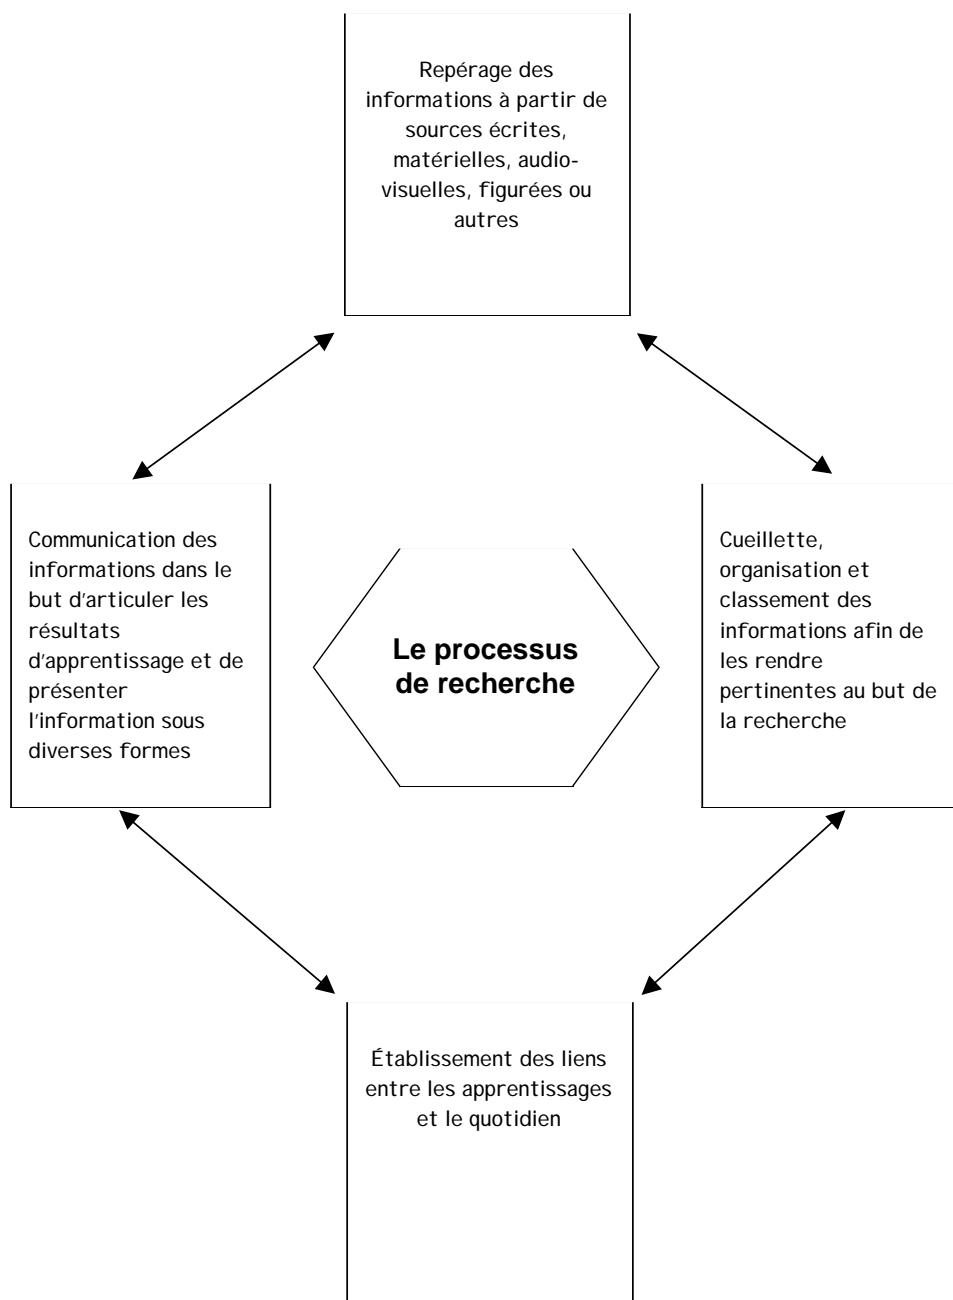 Repérage des
informations à partir de
sources écrites,
matérielles, audio-
visuelles, figurées ou
autres
Communication des
informations dans le
but d'articuler les
résultats
d'apprentissage et de
présenter
l'information sous
diverses formes
Le processus
de recherche
Cueillette,
organisation et
classement des
informations afin de
les rendre
pertinentes au but de
la recherche
Établissement des liens
entre les apprentissages
et le quotidien